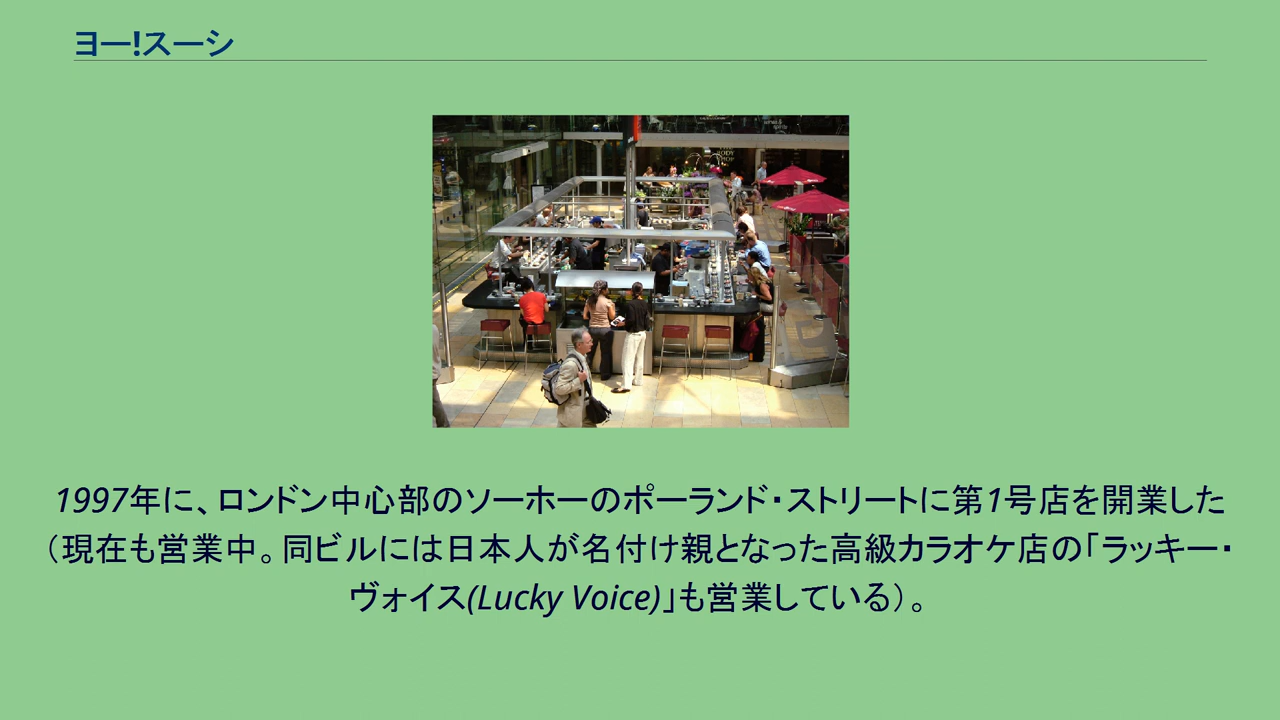 ヨー!スーシ
THE BODY SHOP
1997年に、ロンドン中心部のソーホーのポーランド・ストリートに第1号店を開業した
（現在も営業中。同ビルには日本人が名付け親となった高級カラオケ店の「ラッキー・
ヴォイス(Lucky Voice)」も営業している）。